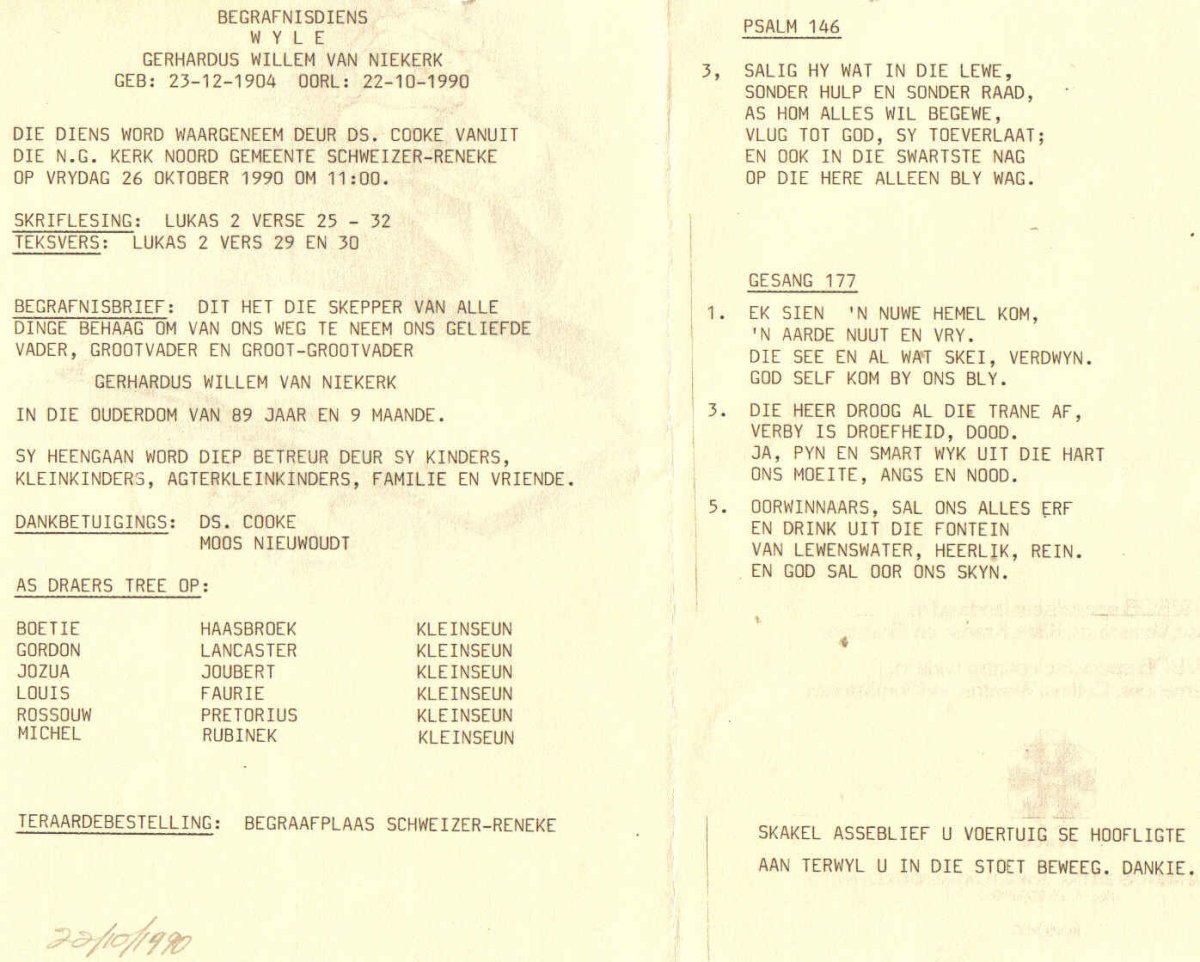 BEGRAFNISDIENS
W Y L E
GERHARDUS WILLEM VAN NIEKERK
GEB: 23-12-1904 OORL: 22-10-1990
DIE DIENS WORD WAARGENEEM DEUR DS. COOKE VANUIT
DIE N.G. KERK NOORD GEMEENTE SCHWEIZER-RENEKE
OP VRYDAG 26 OKTOBER 1990 OM 11:00.
SKRIFLESING: LUKAS 2 VERSE 25 - 32
TEKSVERS: LUKAS 2 VERS 29 EN 30
BEGRAFNISBRIEF: DIT HET DIE SKEPPER VAN ALLE
DINGE BEHAAG OM VAN ONS WEG TE NEEM ONS GELIEFDE
VADER, GROOTVADER EN GROOT-GROOTVADER
GERHARDUS WILLEM VAN NIEKERK
IN DIE OUDERDOM VAN 89 JAAR EN 9 MAANDE.
SY HEENGAAN WORD DIEP BETREUR DEUR SY KINDERS,
KLEINKINDERS, AGTERKLEINKINDERS, FAMILIE EN VRIENDE.
DANKBETUIGINGS: DS. COOKE
MOOS NIEUWOUDT
AS DRAERS TREE OP:
BOETIE HAASBROEK KLEINSEUN
GORDON LANCASTER KLEINSEUN
JOZUA JOUBERT KLEINSEUN
LOUIS FAURIE KLEINSEUN
ROSSOUW PRETORIUS KLEINSEUN
MICHEL RUBINEK KLEINSEUN
TERAARDEBESTELLING: BEGRAAFPLAAS SCHWEIZER-RENEKE
22/10/1990
PSALM 146
3, SALIG HY WAT IN DIE LEWE,
SONDER HULP EN SONDER RAAD,
AS HOM ALLES WIL BEGEWE,
VLUG TOT GOD, SY TOEVERLAAT;
EN OOK IN DIE SWARTSTE NAG
OP DIE HERE ALLEEN BLY WAG.
GESANG 177
1. EK SIEN 'N NUWE HEMEL KOM,
'N AARDE NUUT EN VRY.
DIE SEE EN AL WAT SKEI, VERDWYN.
GOD SELF KOM BY ONS BLY.
3. DIE HEER DROOG AL DIE TRANE AF,
VERBY IS DROEFHEID, DOOD.
JA, PYN EN SMART WYK UIT DIE HART
ONS MOEITE, ANGS EN NOOD.
5. OORWINNAARS, SAL ONS ALLES ERF
EN DRINK UIT DIE FONTEIN
VAN LEWENSWATER, HEERLIK, REIN.
EN GOD SAL OOR ONS SKYN.
SKAKEL ASSEBLIEF U VOERTUIG SE HOOFLIGTE
AAN TERWYL U IN DIE STOET BEWEEG. DANKIE.